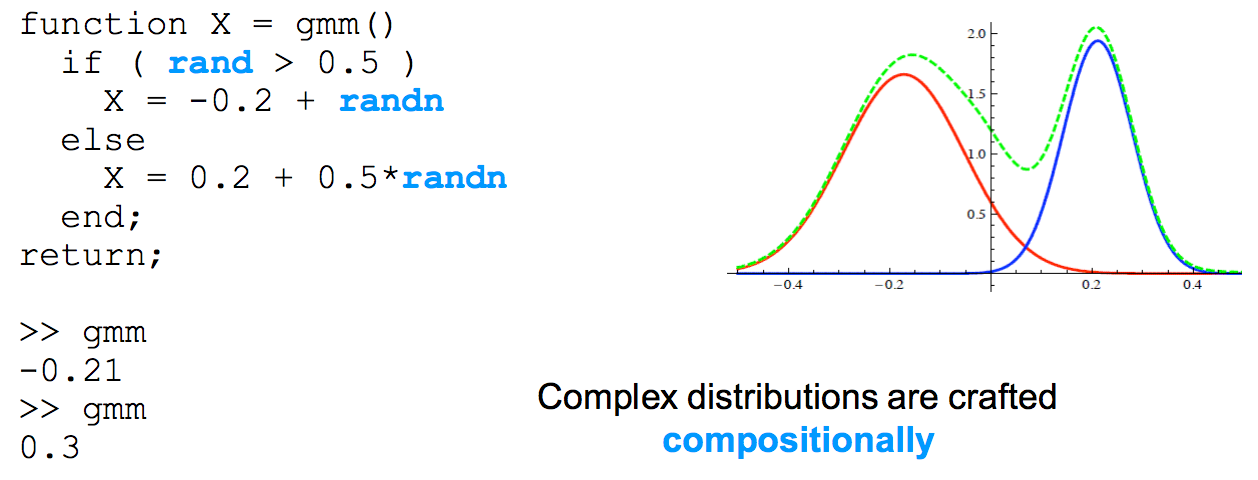 function X = gmm()
if ( rand > 0.5 )
X = -0.2 + randn
else
X = 0.2 + 0.5*randn
end;
return;
>> gmm
-0.21
>> gmm
0.3
2.0
1.5
1.0
0.5
-0.4 -0.2 0.2 0.4
Complex distributions are crafted
compositionally